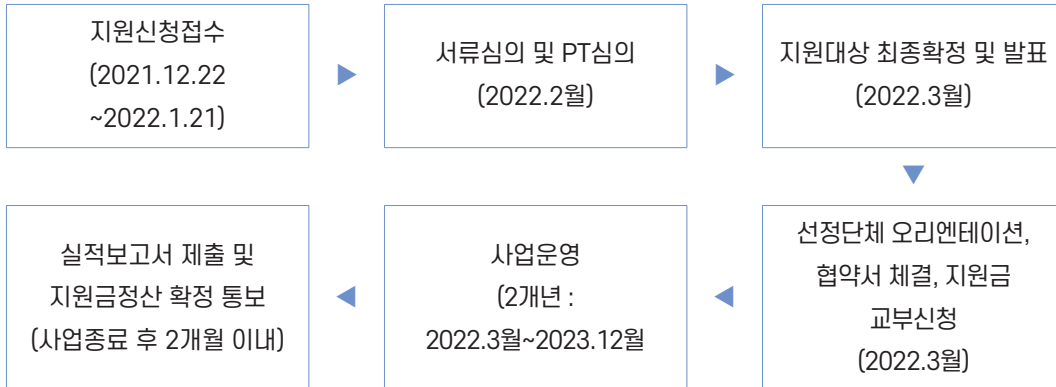 지원신청접수
(2021.12.22
~2022.1.21)
▶
서류심의 및 PT심의
(2022.2월)
▶
지원대상 최종확정 및 발표
(2022.3월)
▼
선정단체 오리엔테이션,
협약서 체결, 지원금
교부신청
(2022.3월)
◀
사업운영
(2개년 :
2022.3월~2023.12월
◀
실적보고서 제출 및
지원금정산 확정 통보
(사업종료 후 2개월 이내)